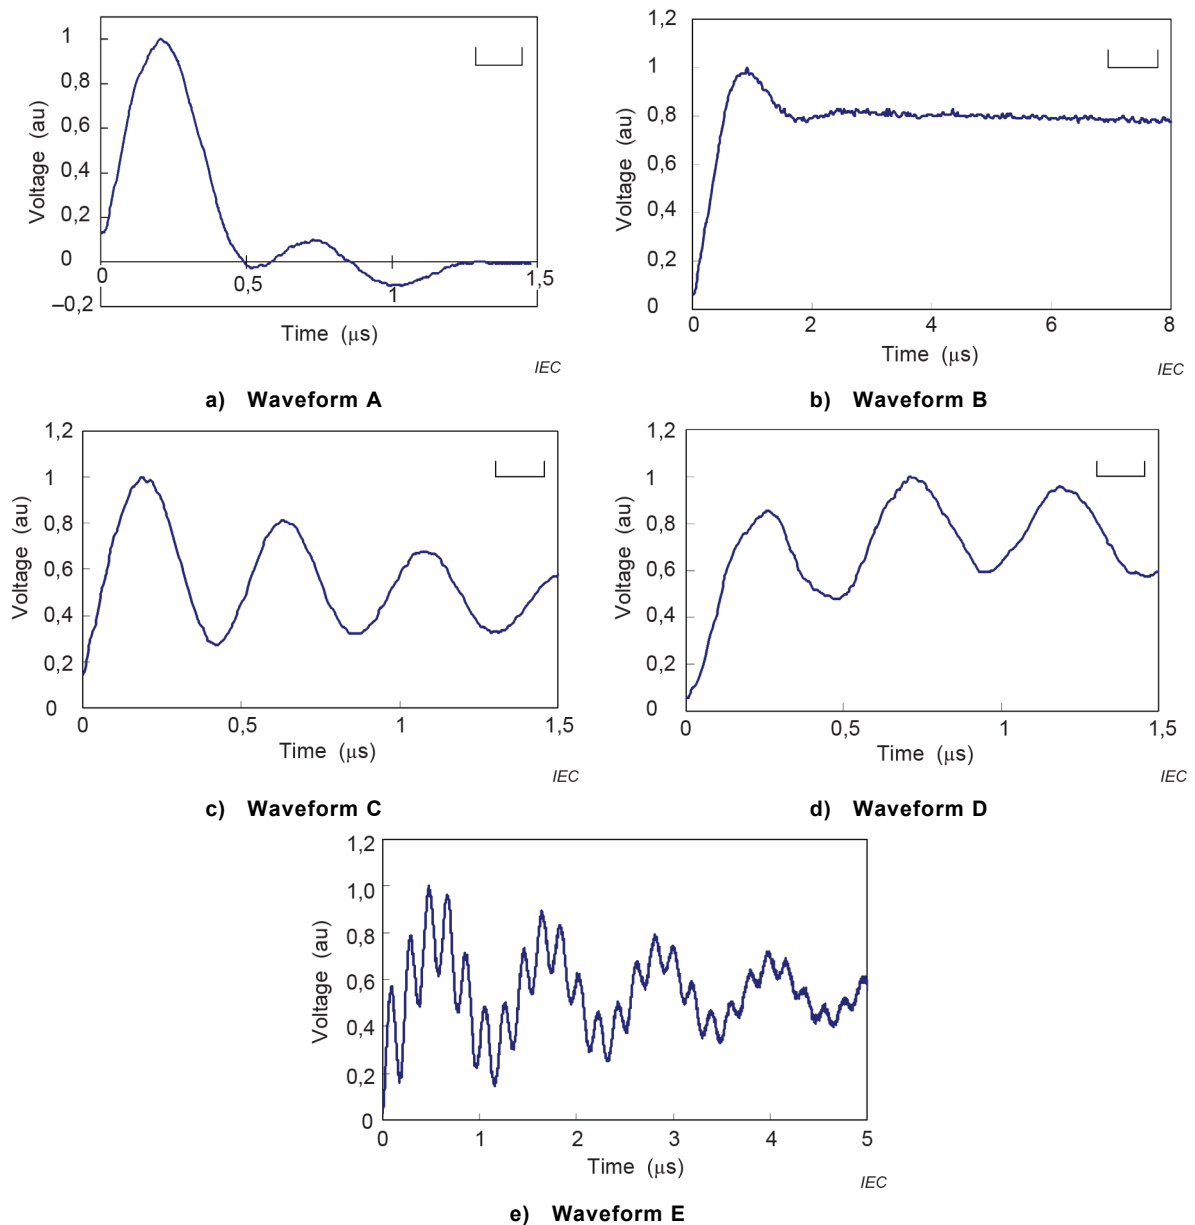 1
0,8
0,6
0,4
0,2
0
–0,2
Voltage (au)
0
0,5
1
1,5
Time (μs)
IEC
a) Waveform A
1,2
1
0,8
0,6
0,4
0,2
0
Voltage (au)
0
2
4
6
8
Time (μs)
IEC
b) Waveform B
1,2
1
0,8
0,6
0,4
0,2
0
Voltage (au)
0
0,5
1
1,5
Time (μs)
IEC
c) Waveform C
1,2
1
0,8
0,6
0,4
0,2
0
Voltage (au)
0
0,5
1
1,5
Time (μs)
IEC
d) Waveform D
1,2
1,0
0,8
0,6
0,4
0,2
0
Voltage (au)
0
1
2
3
4
5
Time (μs)
IEC
e) Waveform E